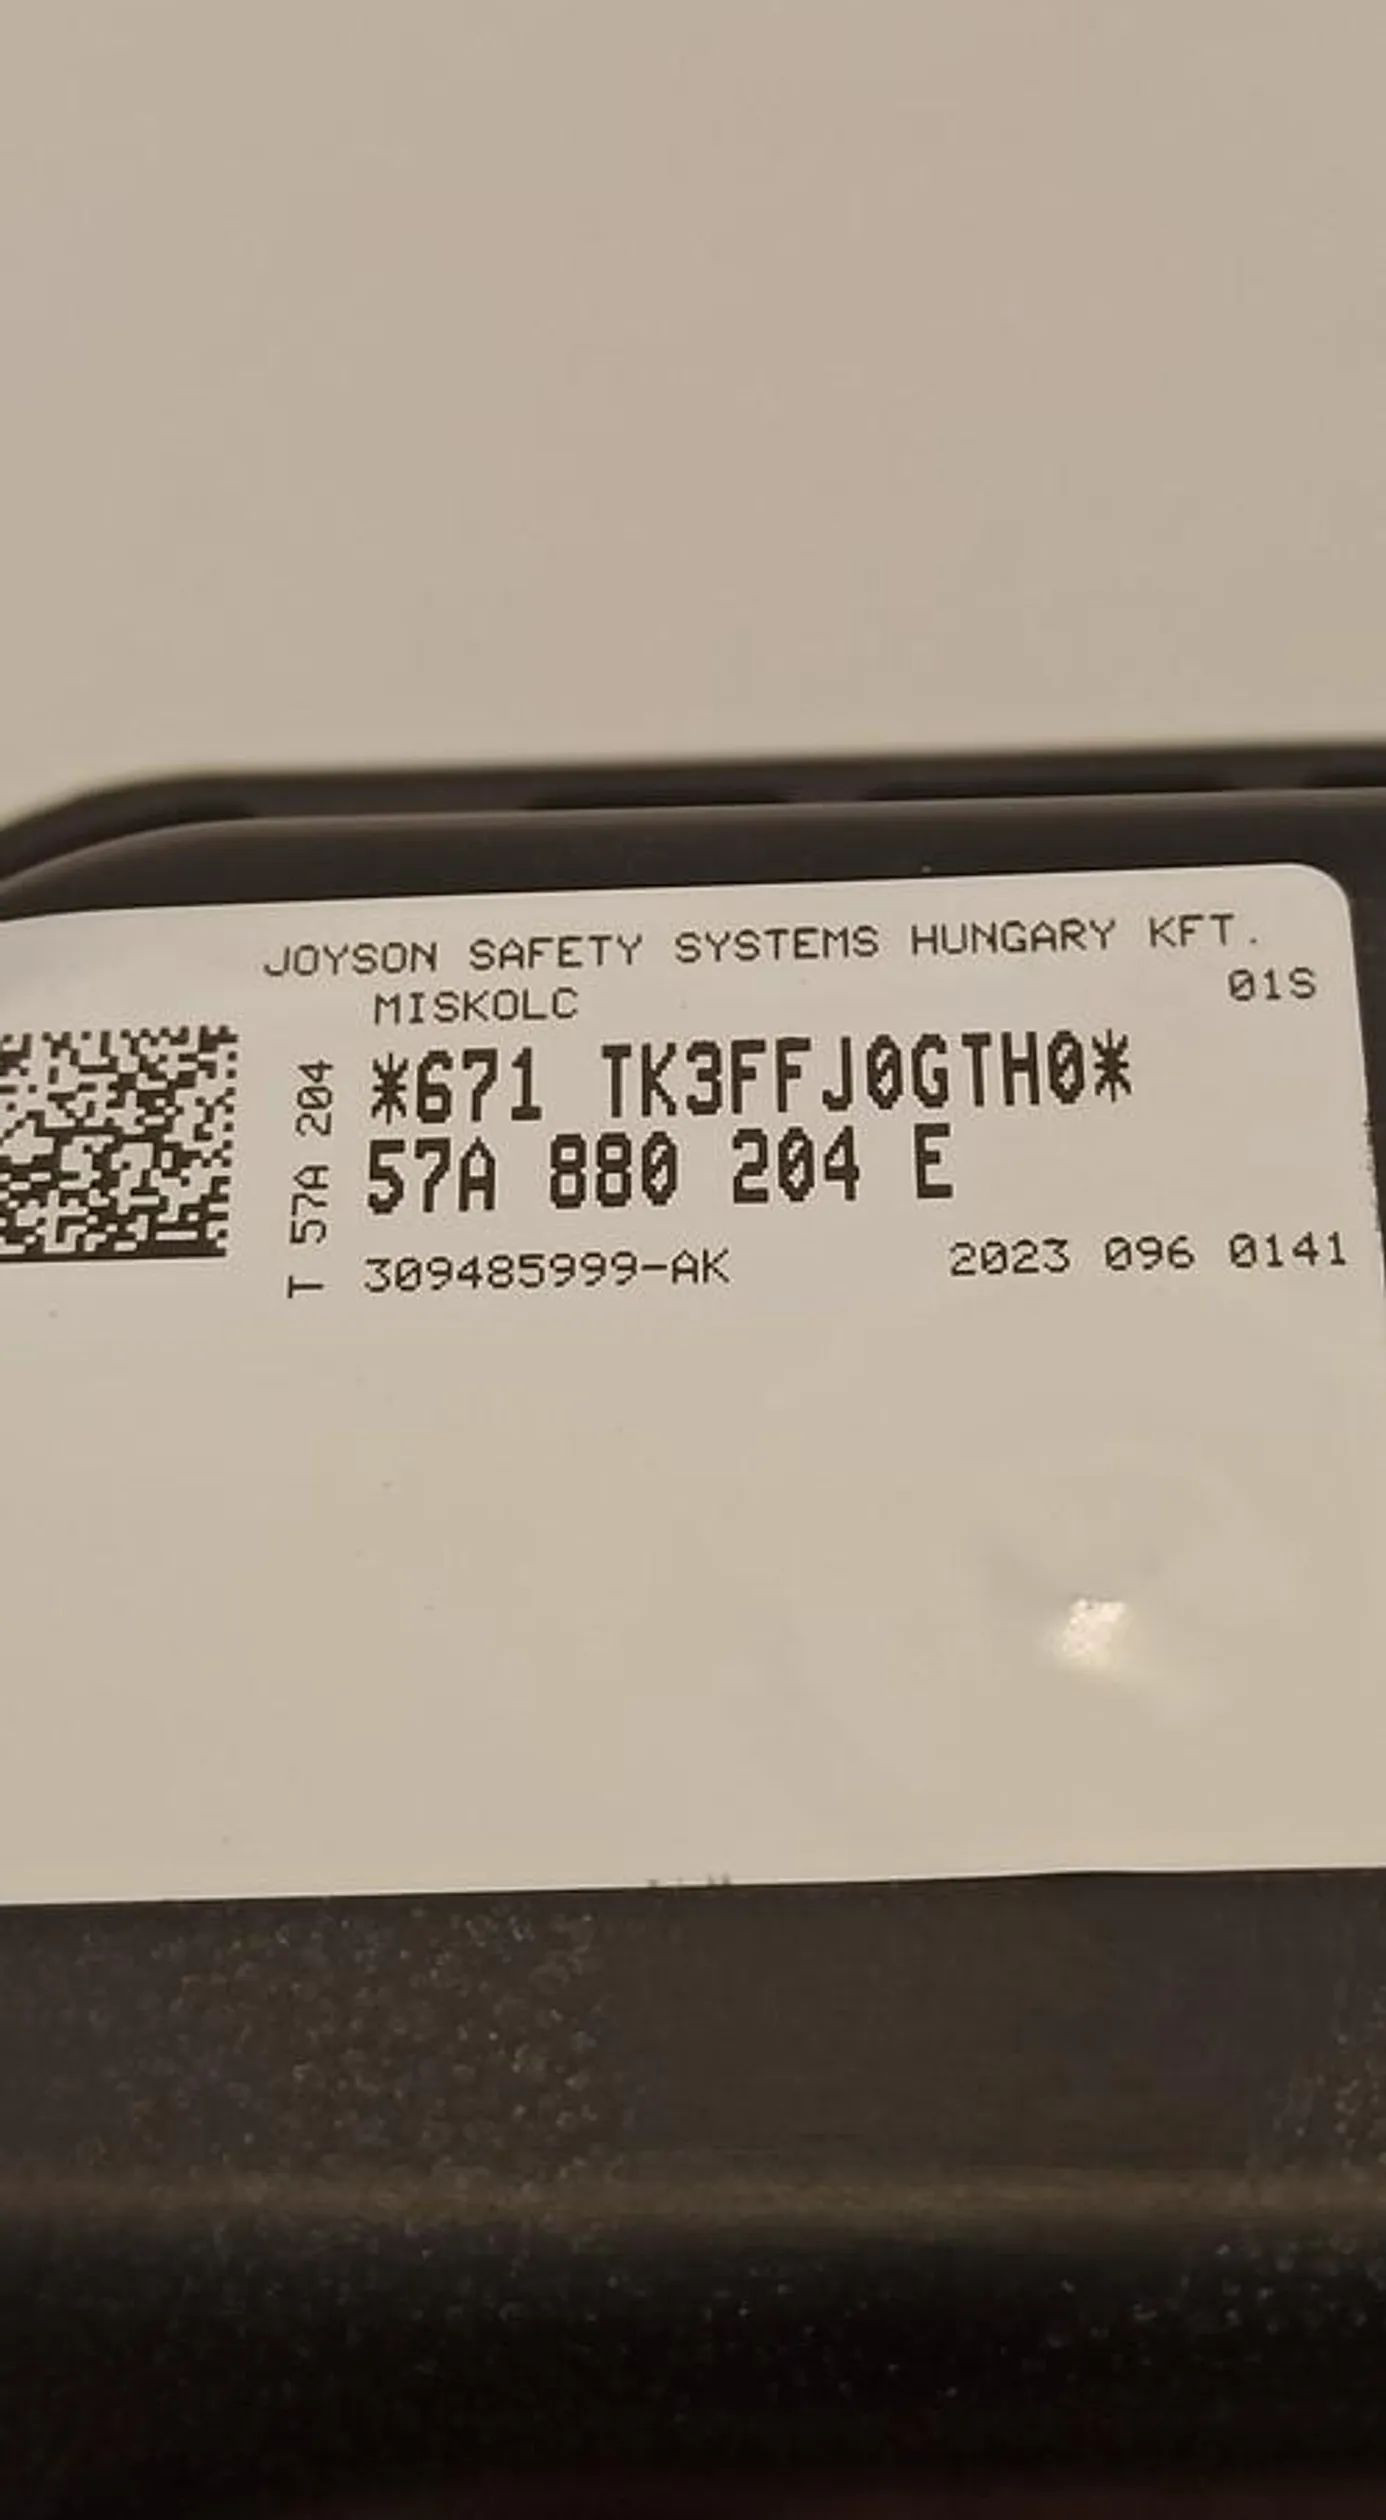 JOYSON SAFETY SYSTEMS HUNGARY KFT.
MISKOLC 01S
T 57A 204
*671 TK3FFJ0GTH0*
57A 880 204 E
309485999-AK 2023 096 0141